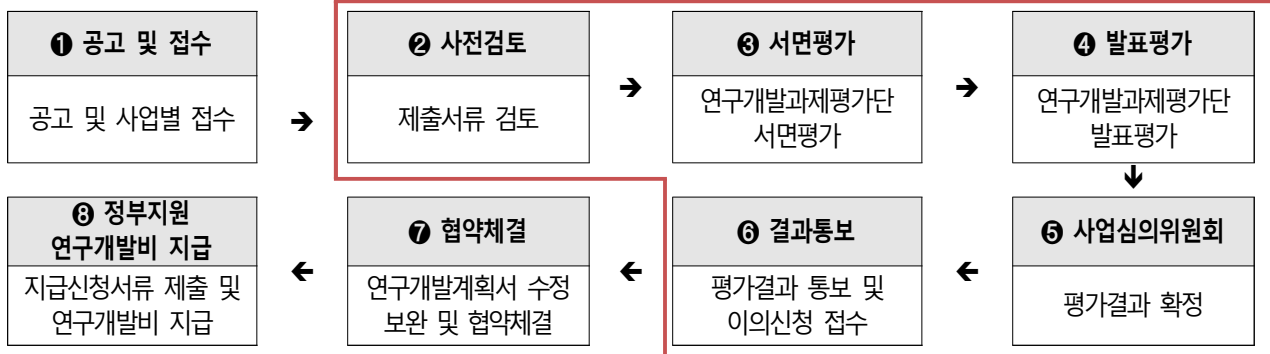 ❶ 공고 및 접수
공고 및 사업별 접수
➔
❷ 사전검토
제출서류 검토
➔
❸ 서면평가
연구개발과제평가단
서면평가
➔
❹ 발표평가
연구개발과제평가단
발표평가
🡻
❺ 사업심의위원회
평가결과 확정
🡸
❻ 결과통보
평가결과 통보 및
이의신청 접수
🡸
❼ 협약체결
연구개발계획서 수정
보완 및 협약체결
🡸
❽ 정부지원
연구개발비 지급
지급신청서류 제출 및
연구개발비 지급